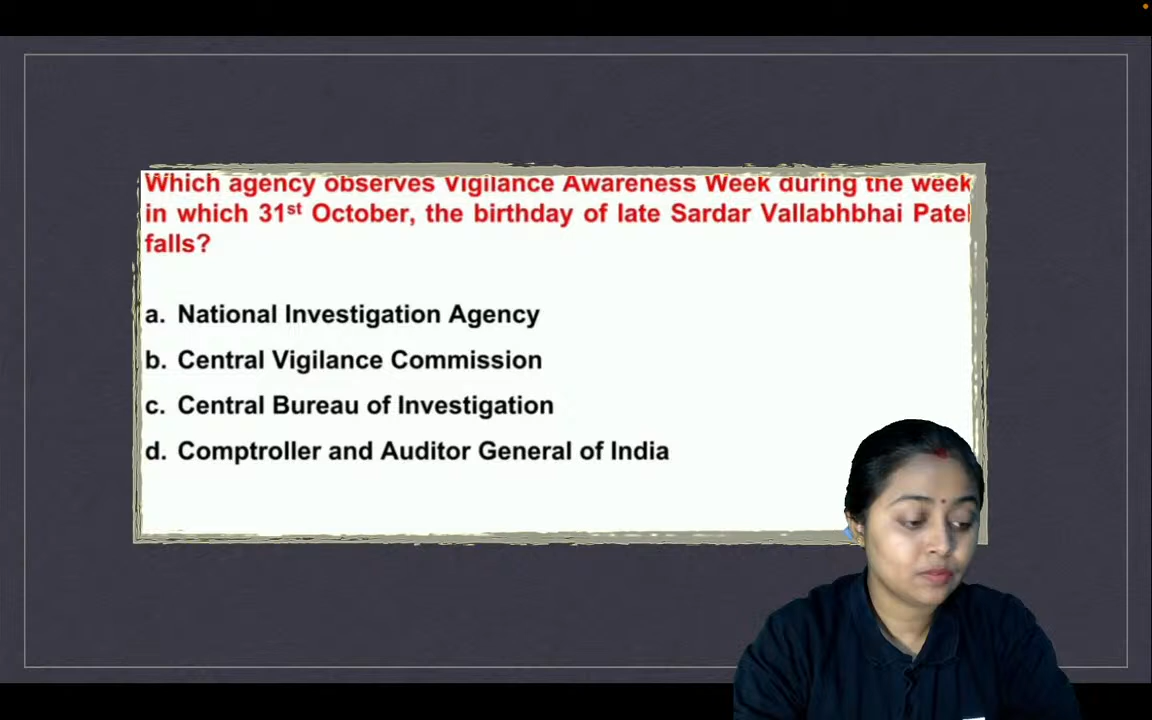 Which agency observes Vigilance Awareness Week during the week
in which 31st October, the birthday of late Sardar Vallabhbhai Patel
falls?
a. National Investigation Agency
b. Central Vigilance Commission
c. Central Bureau of Investigation
d. Comptroller and Auditor General of India